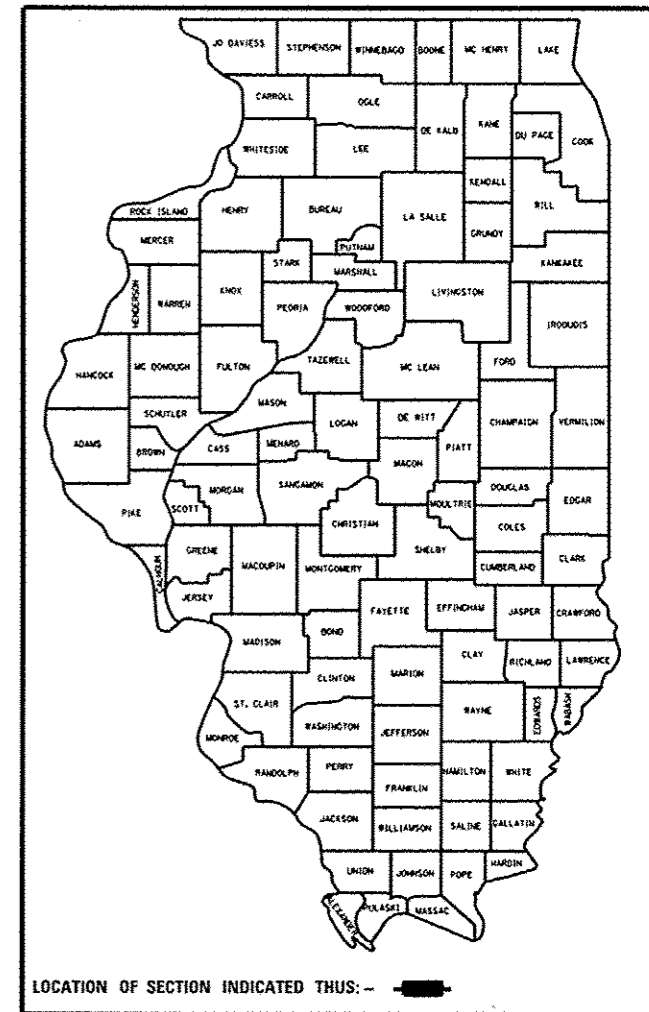 JO DAVIESS STEPHENSON WINNEBAGO BOONE MC HENRY LAKE
CARROLL OGLE DE KALB KANE DU PAGE COOK
WHITESIDE LEE KENDALL
ROCK ISLAND HENRY BUREAU LA SALLE GRUNDY WILL
MERCER PUTNAM
STARK MARSHALL KANKAKEE
HENDERSON WARREN KNOX PEORIA WOODFORD LIVINGSTON IROQUOIS
HANCOCK MC DONOUGH FULTON TAZEWELL MC LEAN FORD
SCHUYLER MASON LOGAN DE WITT CHAMPAIGN VERMILION
ADAMS BROWN CASS MENARD MACON PIATT
PIKE SCOTT MORGAN SANGAMON CHRISTIAN MOULTRIE DOUGLAS EDGAR
COLES
CALHOUN GREENE MACOUPIN MONTGOMERY SHELBY CUMBERLAND CLARK
JERSEY FAYETTE EFFINGHAM JASPER CRAWFORD
MADISON BOND
CLAY RICHLAND LAWRENCE
CLINTON MARION
ST. CLAIR WAYNE EDWARDS WABASH
MONROE WASHINGTON JEFFERSON
RANDOLPH PERRY HAMILTON WHITE
FRANKLIN
JACKSON WILLIAMSON SALINE GALLATIN
UNION JOHNSON POPE HARDIN
ALEXANDER PULASKI MASSAC
LOCATION OF SECTION INDICATED THUS: -